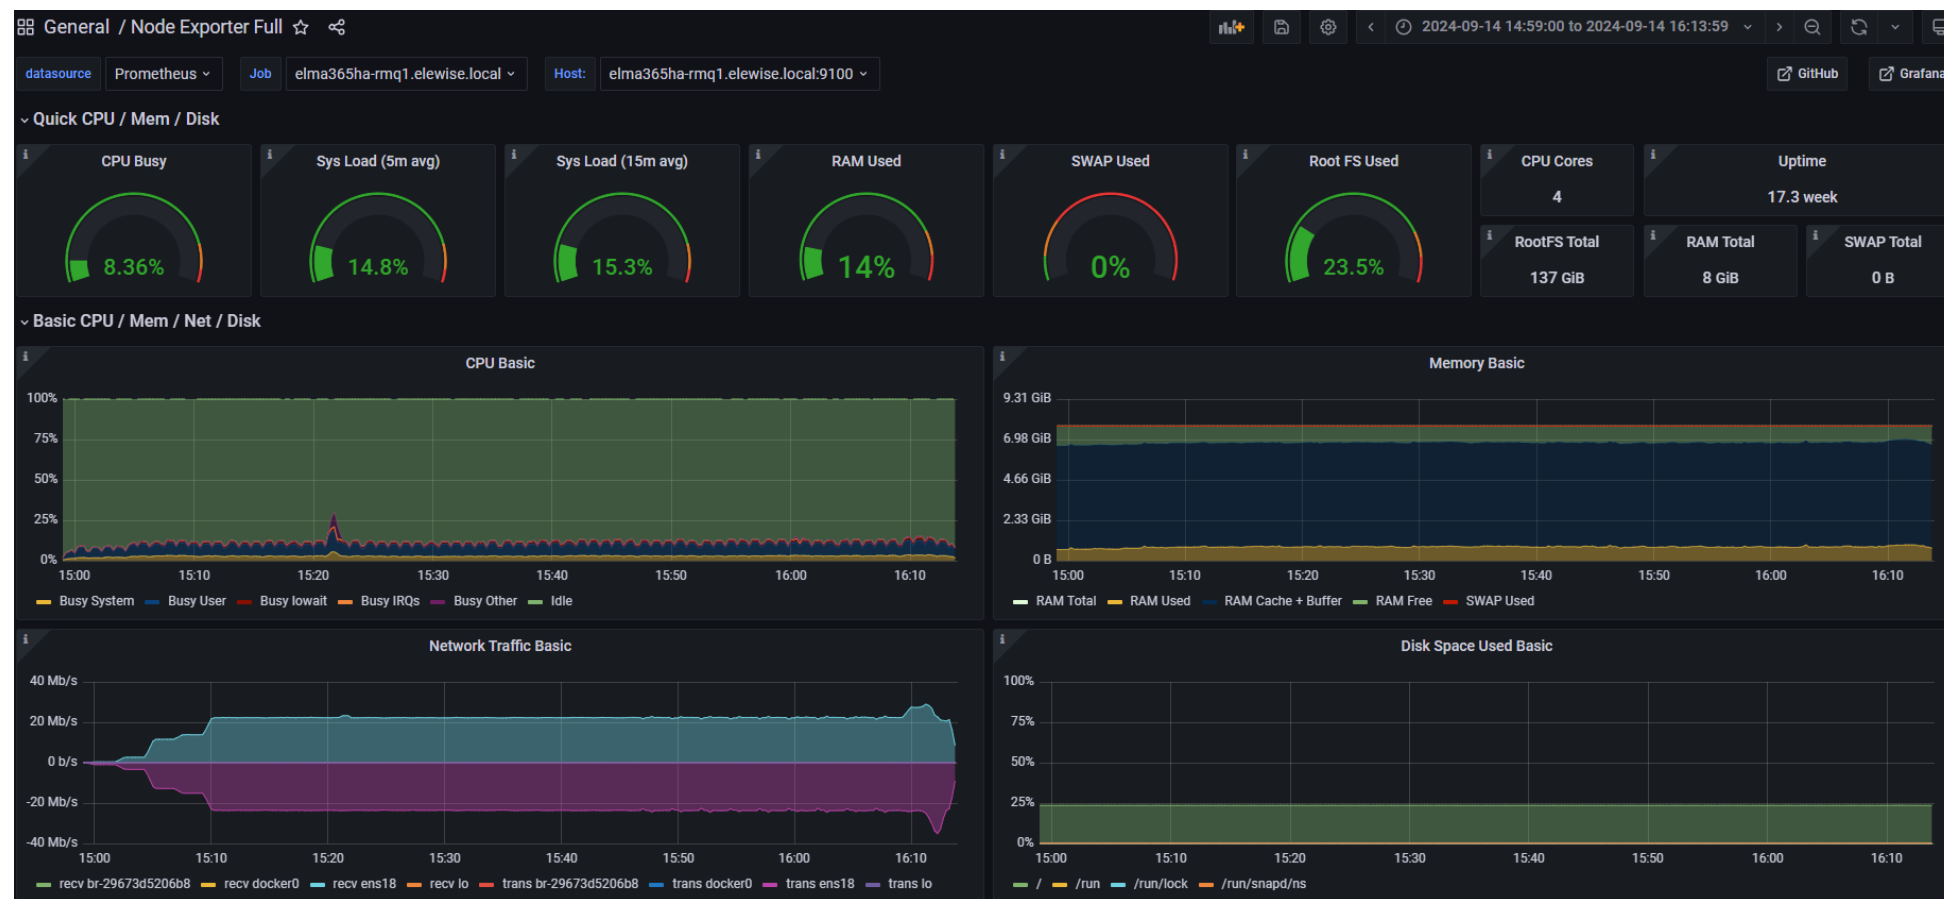 General / Node Exporter Full
2024-09-14 14:59:00 to 2024-09-14 16:13:59
datasource Prometheus Job elma365ha-rmq1.elewise.local Host: elma365ha-rmq1.elewise.local:9100 GitHub Grafana
Quick CPU / Mem / Disk
CPU Busy
8.36%
Sys Load (5m avg)
14.8%
Sys Load (15m avg)
15.3%
RAM Used
14%
SWAP Used
0%
Root FS Used
23.5%
CPU Cores
4
Uptime
17.3 week
RootFS Total
137 GiB
RAM Total
8 GiB
SWAP Total
0 B
Basic CPU / Mem / Net / Disk
CPU Basic
100%
75%
50%
25%
0%
15:00 15:10 15:20 15:30 15:40 15:50 16:00 16:10
Busy System Busy User Busy Iowait Busy IRQs Busy Other Idle
Memory Basic
9.31 GiB
6.98 GiB
4.66 GiB
2.33 GiB
0 B
15:00 15:10 15:20 15:30 15:40 15:50 16:00 16:10
RAM Total RAM Used RAM Cache + Buffer RAM Free SWAP Used
Network Traffic Basic
40 Mb/s
20 Mb/s
0 b/s
-20 Mb/s
-40 Mb/s
15:00 15:10 15:20 15:30 15:40 15:50 16:00 16:10
recv br-29673d5206b8 recv docker0 recv ens18 recv lo trans br-29673d5206b8 trans docker0 trans ens18 trans lo
Disk Space Used Basic
100%
75%
50%
25%
0%
15:00 15:10 15:20 15:30 15:40 15:50 16:00 16:10
/ /run /run/lock /run/snapd/ns